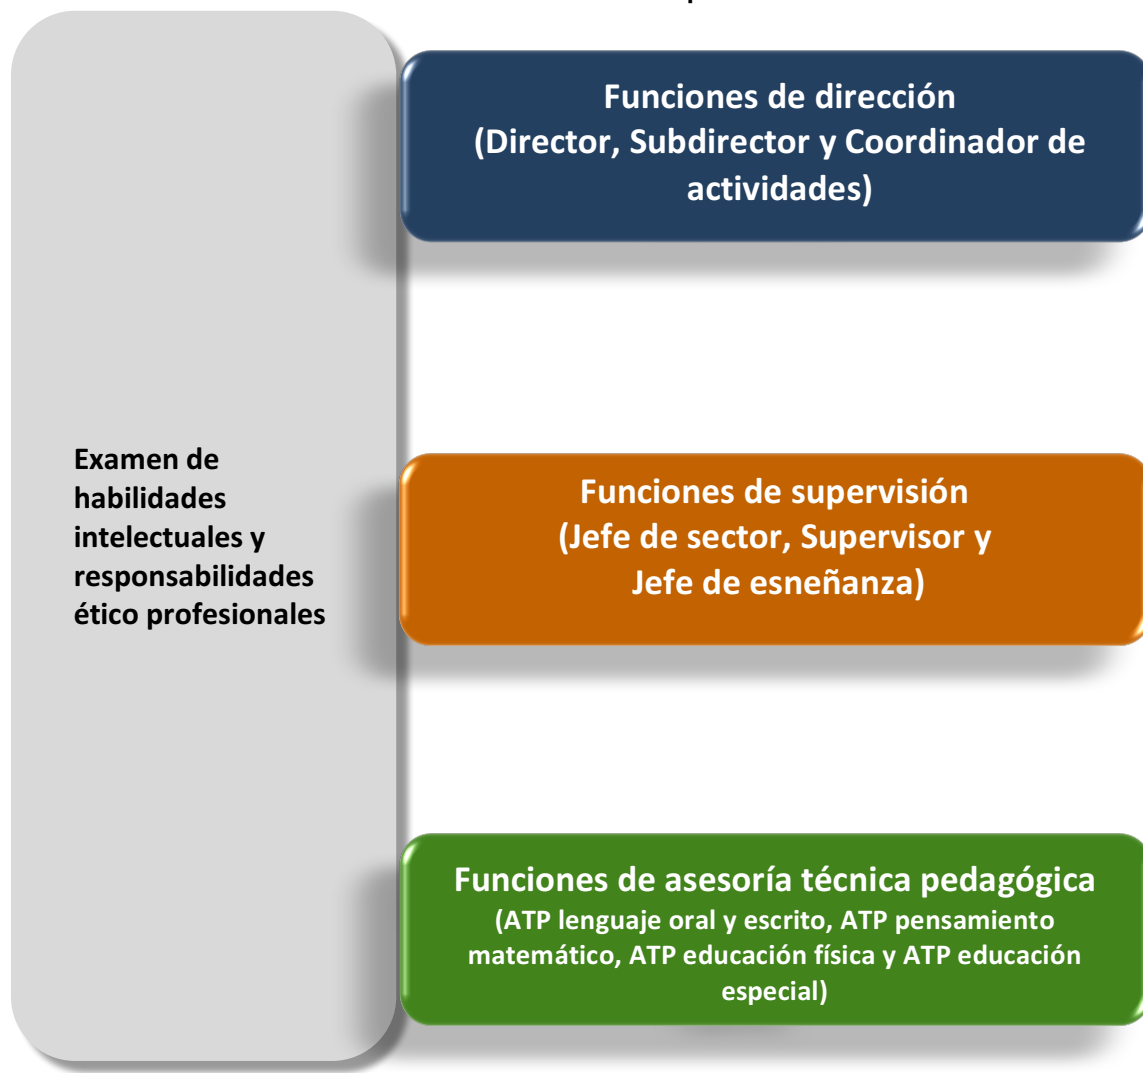 Examen de
habilidades
intelectuales y
responsabilidades
ético profesionales
Funciones de dirección
(Director, Subdirector y Coordinador de
actividades)
Funciones de supervisión
(Jefe de sector, Supervisor y
Jefe de esneñanza)
Funciones de asesoría técnica pedagógica
(ATP lenguaje oral y escrito, ATP pensamiento
matemático, ATP educación física y ATP educación
especial)